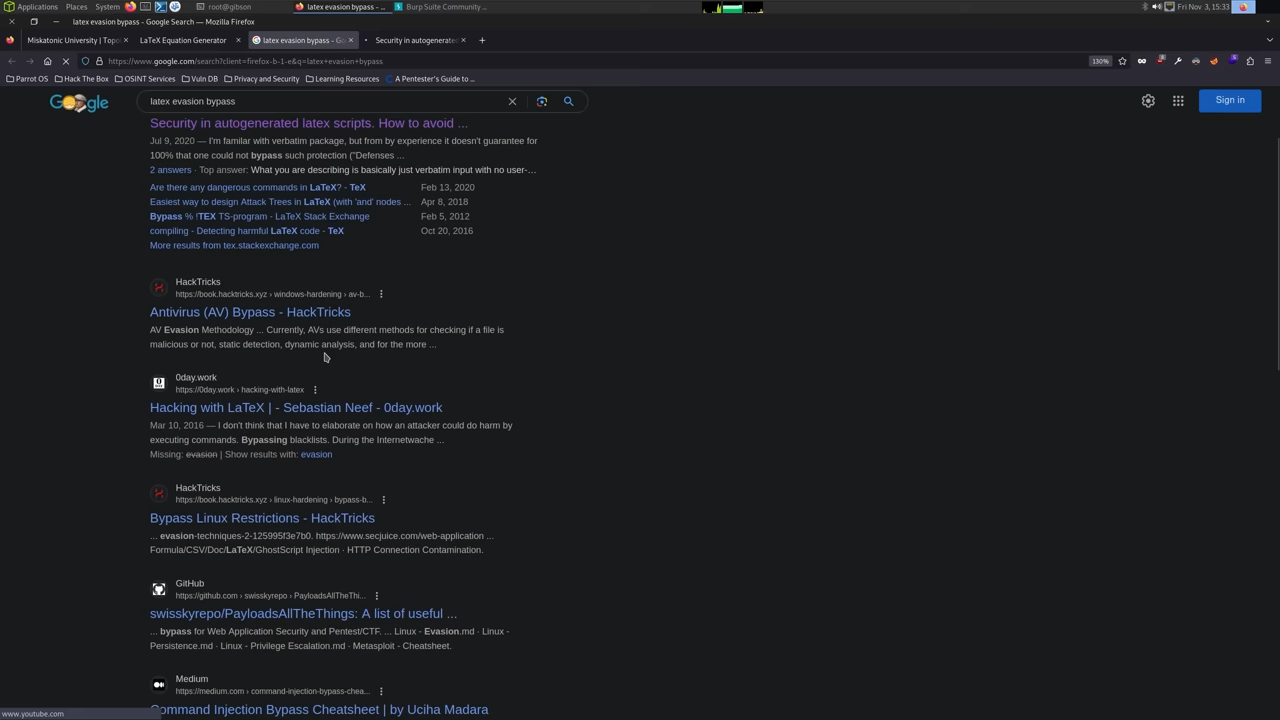 Applications Places System root@gibson latex evasion bypass - ... Burp Suite Community ... Fri Nov 3, 15:33
latex evasion bypass - Google Search — Mozilla Firefox
Miskatonic University | Topo LaTeX Equation Generator latex evasion bypass - Go Security in autogenerated
https://www.google.com/search?client=firefox-b-1-e&q=latex+evasion+bypass 130%
Parrot OS Hack The Box OSINT Services Vuln DB Privacy and Security Learning Resources A Pentester's Guide to ...
Google latex evasion bypass Sign in
Security in autogenerated latex scripts. How to avoid ...
Jul 9, 2020 — I'm familar with verbatim package, but from by experience it doesn't guarantee for
100% that one could not bypass such protection ("Defenses ...
2 answers · Top answer: What you are describing is basically just verbatim input with no user-...
Are there any dangerous commands in LaTeX? - TeX Feb 13, 2020
Easiest way to design Attack Trees in LaTeX (with 'and' nodes ... Apr 8, 2018
Bypass % !TEX TS-program - LaTeX Stack Exchange Feb 5, 2012
compiling - Detecting harmful LaTeX code - TeX Oct 20, 2016
More results from tex.stackexchange.com
HackTricks
https://book.hacktricks.xyz › windows-hardening › av-b...
Antivirus (AV) Bypass - HackTricks
AV Evasion Methodology ... Currently, AVs use different methods for checking if a file is
malicious or not, static detection, dynamic analysis, and for the more ...
0day.work
https://0day.work › hacking-with-latex
Hacking with LaTeX | - Sebastian Neef - 0day.work
Mar 10, 2016 — I don't think that I have to elaborate on how an attacker could do harm by
executing commands. Bypassing blacklists. During the Internetwache ...
Missing: evasion | Show results with: evasion
HackTricks
https://book.hacktricks.xyz › linux-hardening › bypass-b...
Bypass Linux Restrictions - HackTricks
... evasion-techniques-2-125995f3e7b0. https://www.secjuice.com/web-application ...
Formula/CSV/Doc/LaTeX/GhostScript Injection · HTTP Connection Contamination.
GitHub
https://github.com › swisskyrepo › PayloadsAllTheThi...
swisskyrepo/PayloadsAllTheThings: A list of useful ...
... bypass for Web Application Security and Pentest/CTF. ... Linux - Evasion.md · Linux -
Persistence.md · Linux - Privilege Escalation.md · Metasploit - Cheatsheet.
Medium
https://medium.com › command-injection-bypass-chea...
Command Injection Bypass Cheatsheet | by Uciha Madara
www.youtube.com